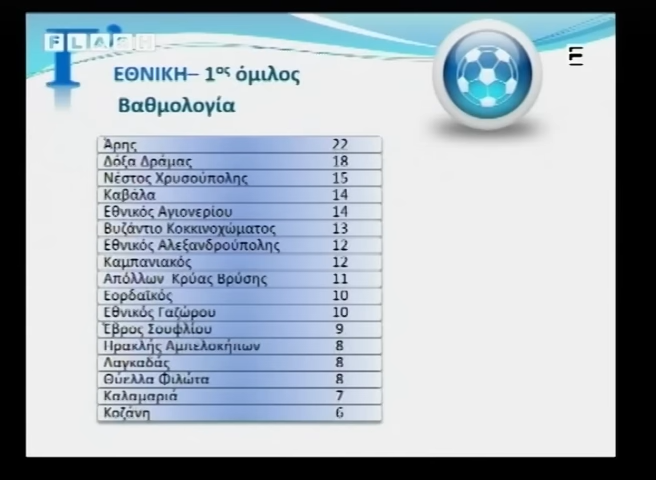 FLASH
Γ' ΕΘΝΙΚΗ– 1ος όμιλος
Βαθμολογία
Άρης 22
Δόξα Δράμας 18
Νέστος Χρυσούπολης 15
Καβάλα 14
Εθνικός Αγιονερίου 14
Βυζάντιο Κοκκινοχώματος 13
Εθνικός Αλεξανδρούπολης 12
Καμπανιακός 12
Απόλλων Κρύας Βρύσης 11
Εορδαϊκός 10
Εθνικός Γαζώρου 10
Έβρος Σουφλίου 9
Ηρακλής Αμπελοκήπων 8
Λαγκαδάς 8
Θύελλα Φιλώτα 8
Καλαμαριά 7
Κοζάνη 6